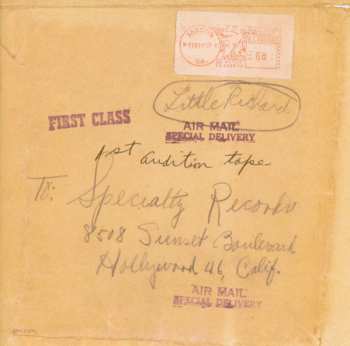 Little Richard
FIRST CLASS
AIR MAIL
SPECIAL DELIVERY
1st audition tape
To: Specialty Records
8508 Sunset Boulevard
Hollywood 46, Calif.
AIR MAIL
SPECIAL DELIVERY